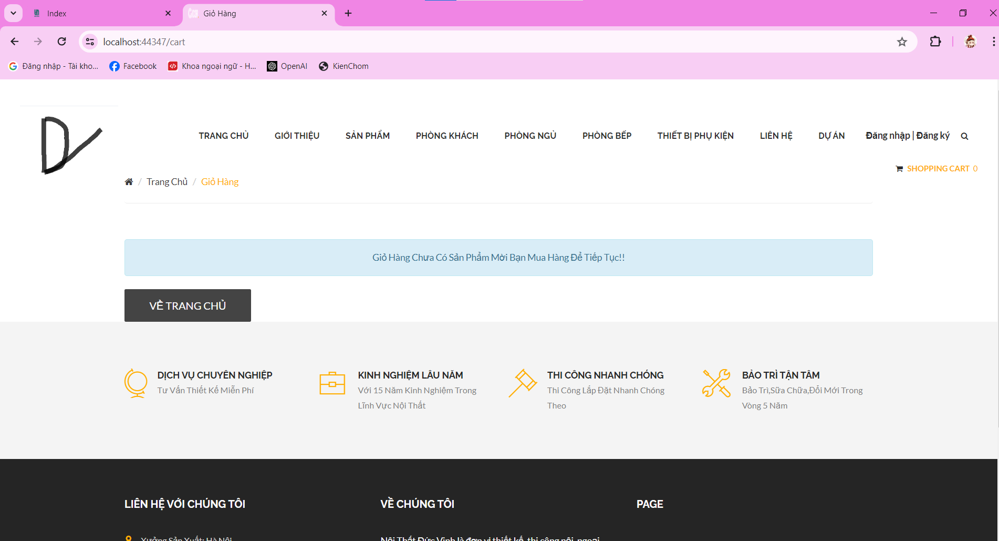 Index
Giỏ Hàng
localhost:44347/cart
Đăng nhập - Tài kho...
Facebook
Khoa ngoại ngữ - H...
OpenAI
KienChom
TRANG CHỦ
GIỚI THIỆU
SẢN PHẨM
PHÒNG KHÁCH
PHÒNG NGỦ
PHÒNG BẾP
THIẾT BỊ PHỤ KIỆN
LIÊN HỆ
DỰ ÁN
Đăng nhập | Đăng ký
SHOPPING CART 0
/ Trang Chủ / Giỏ Hàng
Giỏ Hàng Chưa Có Sản Phẩm Mời Bạn Mua Hàng Để Tiếp Tục!!
VỀ TRANG CHỦ
DỊCH VỤ CHUYÊN NGHIỆP
Tư Vấn Thiết Kế Miễn Phí
KINH NGHIỆM LÂU NĂM
Với 15 Năm Kinh Nghiệm Trong
Lĩnh Vực Nội Thất
THI CÔNG NHANH CHÓNG
Thi Công Lắp Đặt Nhanh Chóng
Theo
BẢO TRÌ TẬN TÂM
Bảo Trì,Sữa Chữa,Đổi Mới Trong
Vòng 5 Năm
LIÊN HỆ VỚI CHÚNG TÔI
Xưởng Sản Xuất: Hà Nội
VỀ CHÚNG TÔI
Nội Thất Đức Vinh là đơn vị thiết kế, thi công nội, ngoại
PAGE